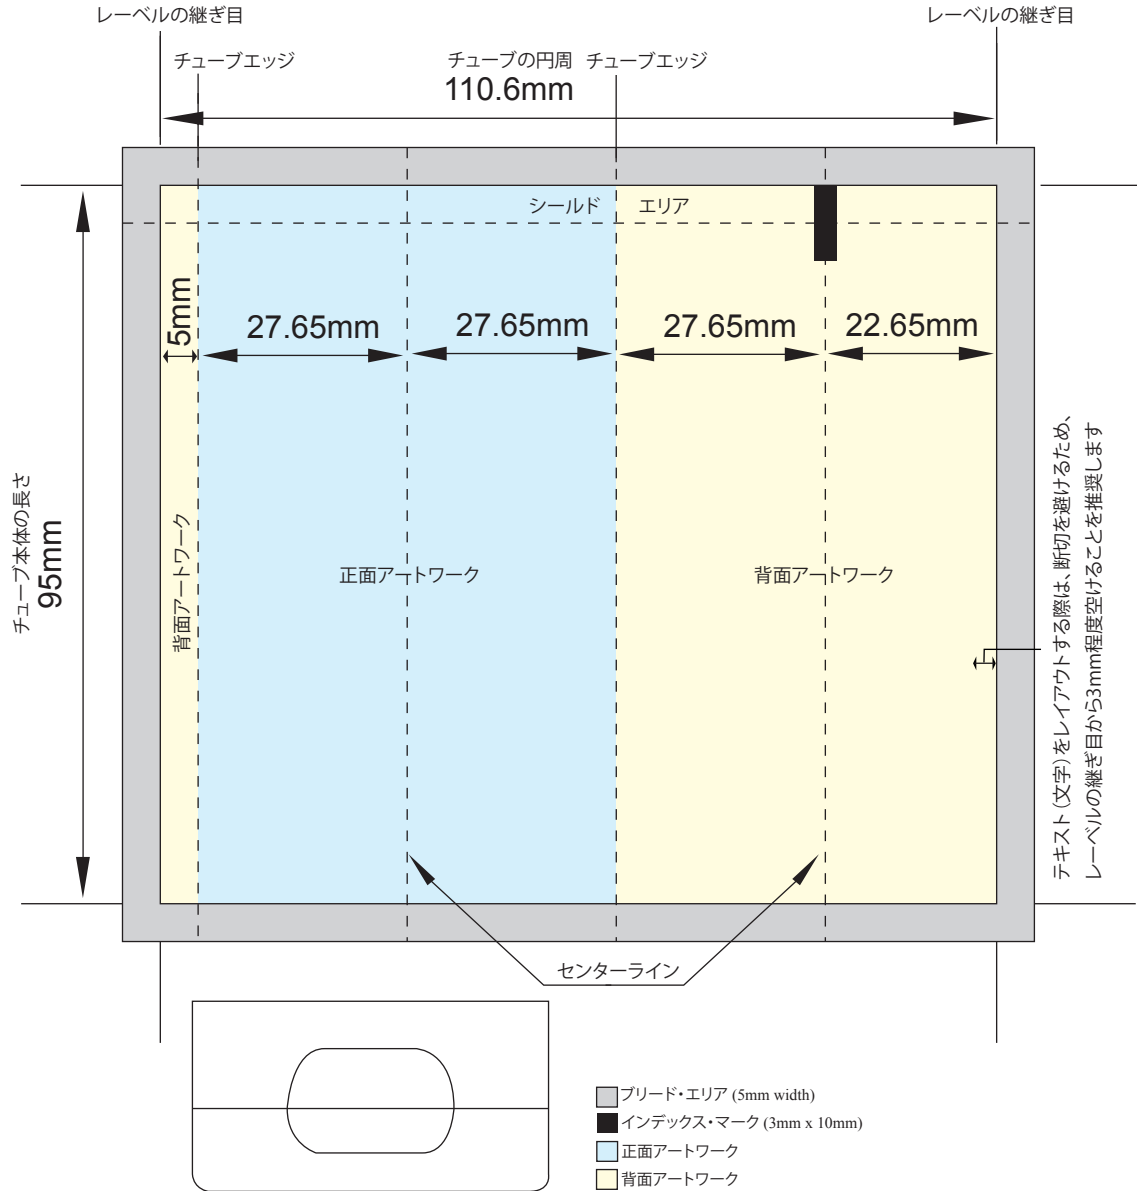 レーベルの継ぎ目
レーベルの継ぎ目
チューブエッジ
チューブの円周
チューブエッジ
110.6mm
シールド
エリア
5mm
27.65mm
27.65mm
27.65mm
22.65mm
チューブ本体の長さ
95mm
背面アートワーク
正面アートワーク
背面アートワーク
テキスト(文字)をレイアウトする際は、断切を避けるため、
レーベルの継ぎ目から3mm程度空けることを推奨します
センターライン
ブリード・エリア (5mm width)
インデックス・マーク (3mm x 10mm)
正面アートワーク
背面アートワーク